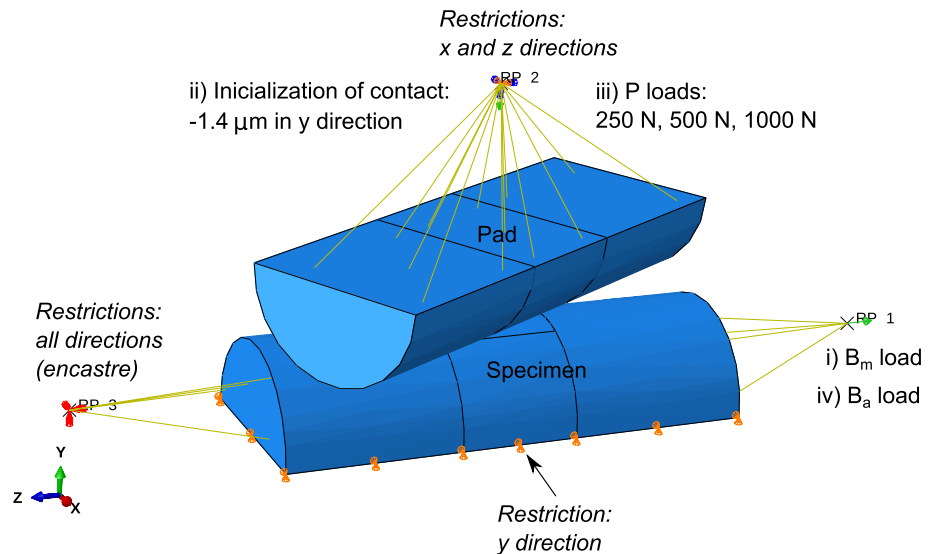 Restrictions:
x and z directions
RP 2
ii) Inicialization of contact:
-1.4 μm in y direction
iii) P loads:
250 N, 500 N, 1000 N
Pad
Restrictions:
all directions
(encastre)
RP 3
Specimen
RP 1
i) Bm load
iv) Ba load
Y
Z
X
Restriction:
y direction